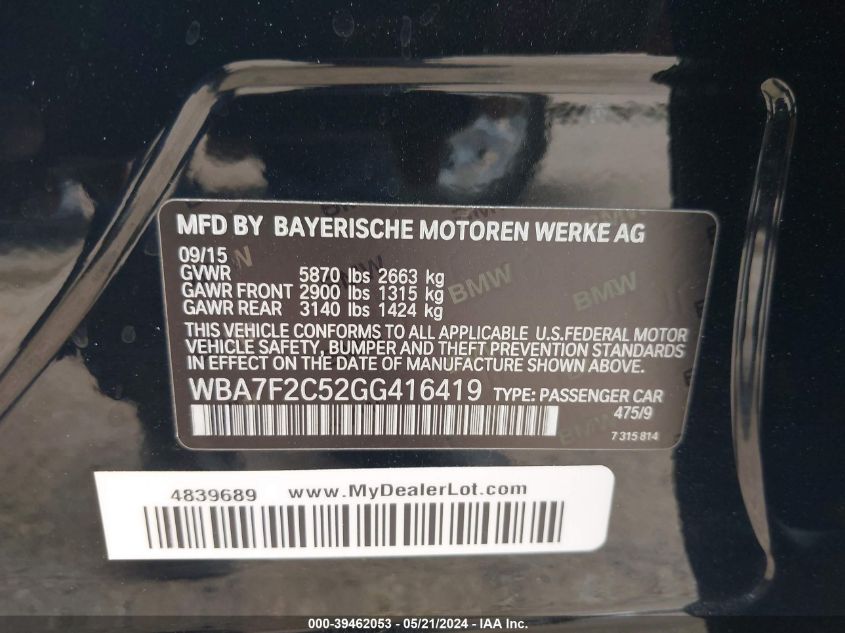 MFD BY BAYERISCHE MOTOREN WERKE AG
09/15
GVWR 5870 lbs 2663 kg
GAWR FRONT 2900 lbs 1315 kg
GAWR REAR 3140 lbs 1424 kg
THIS VEHICLE CONFORMS TO ALL APPLICABLE U.S.FEDERAL MOTOR
VEHICLE SAFETY, BUMPER AND THEFT PREVENTION STANDARDS
IN EFFECT ON THE DATE OF MANUFACTURE SHOWN ABOVE.
WBA7F2C52GG416419 TYPE: PASSENGER CAR
475/9
7 315 814
BMW
BMW
4839689 www.MyDealerLot.com
000-39462053 - 05/21/2024 - IAA Inc.